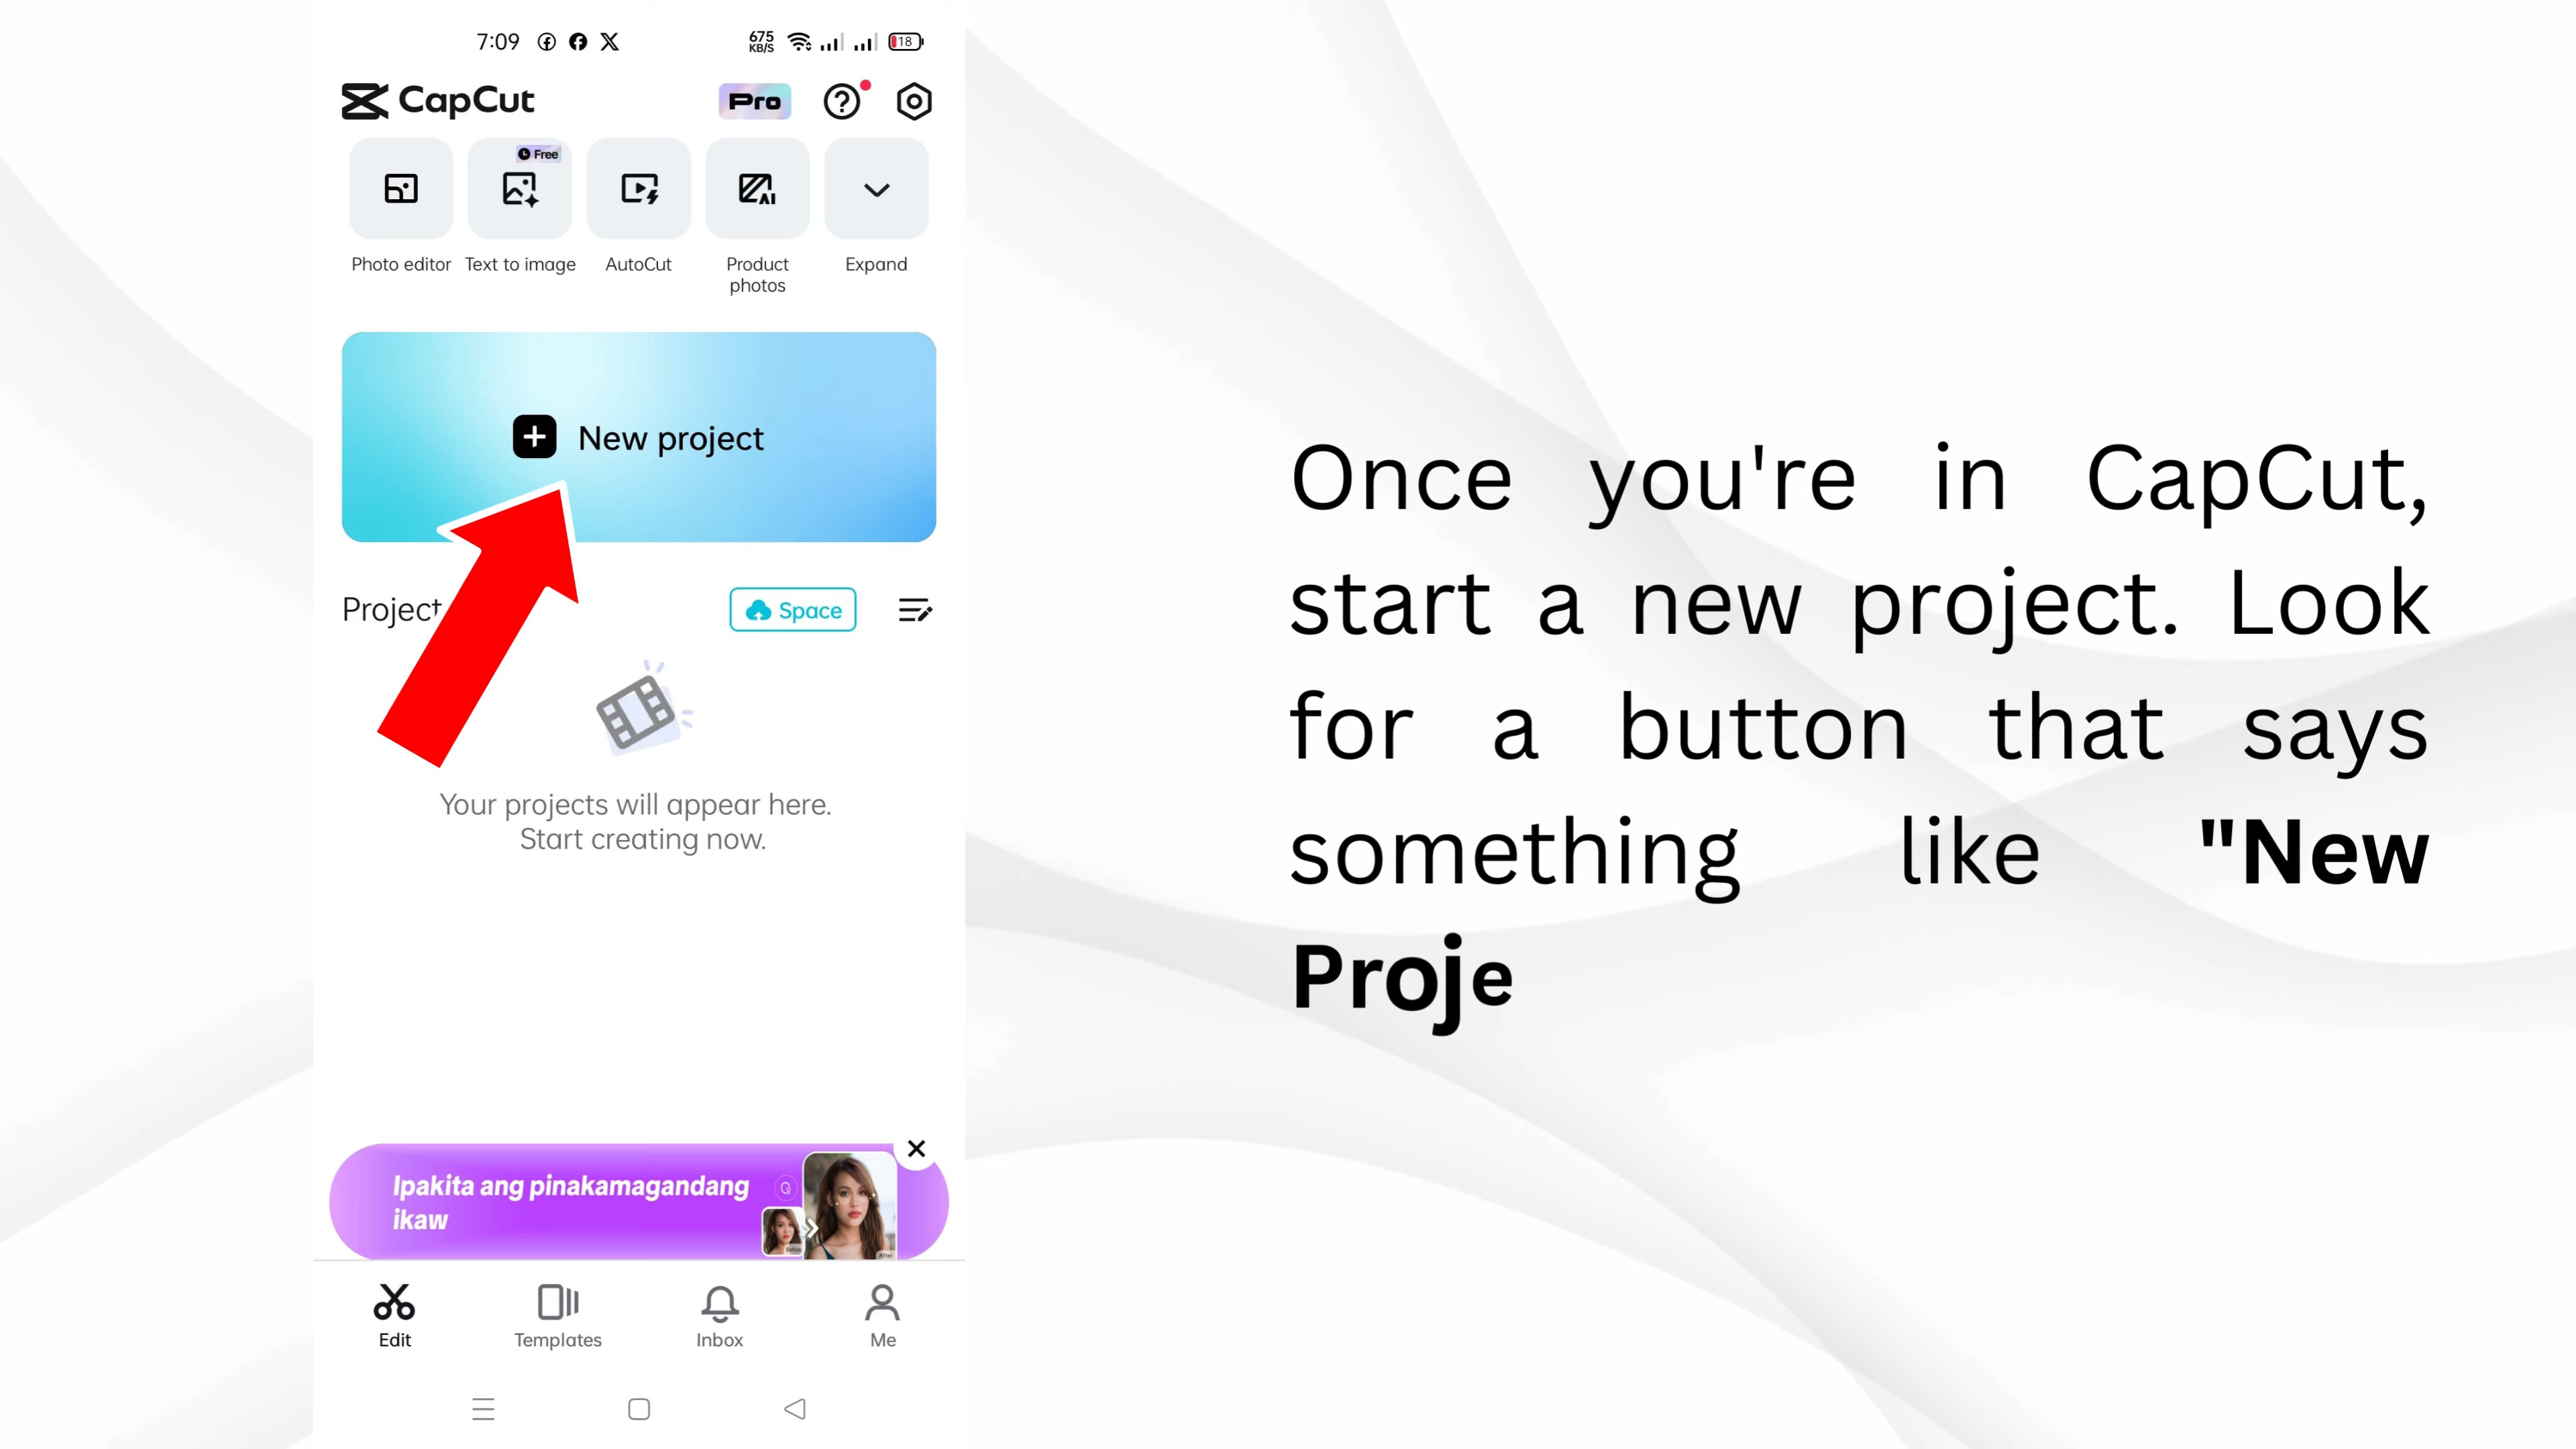 7:09
675
KB/S
18
CapCut
Pro
Free
Photo editor
Text to image
AutoCut
Product
photos
Expand
New project
Project
Space
Your projects will appear here.
Start creating now.
Ipakita ang pinakamagandang
ikaw
Before
After
Edit
Templates
Inbox
Me
Once you're in CapCut,
start a new project. Look
for a button that says
something like "New
Proje